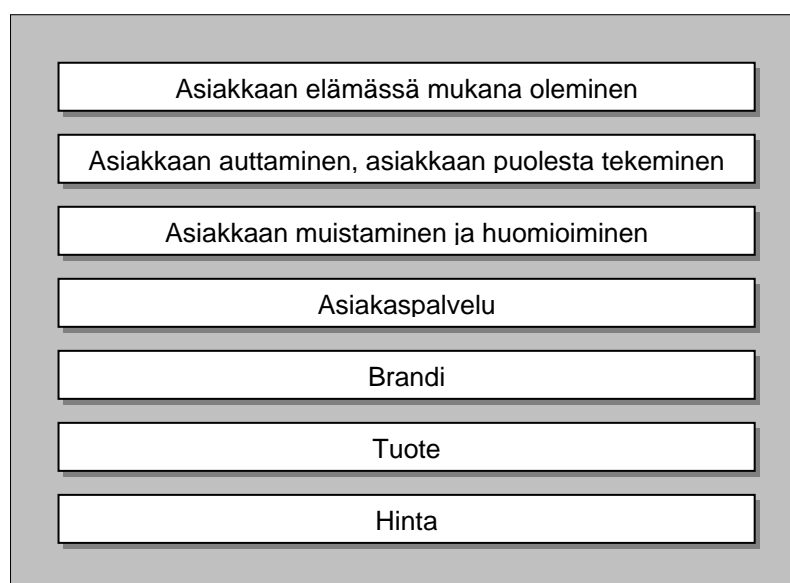 Asiakkaan elämässä mukana oleminen
Asiakkaan auttaminen, asiakkaan puolesta tekeminen
Asiakkaan muistaminen ja huomioiminen
Asiakaspalvelu
Brandi
Tuote
Hinta